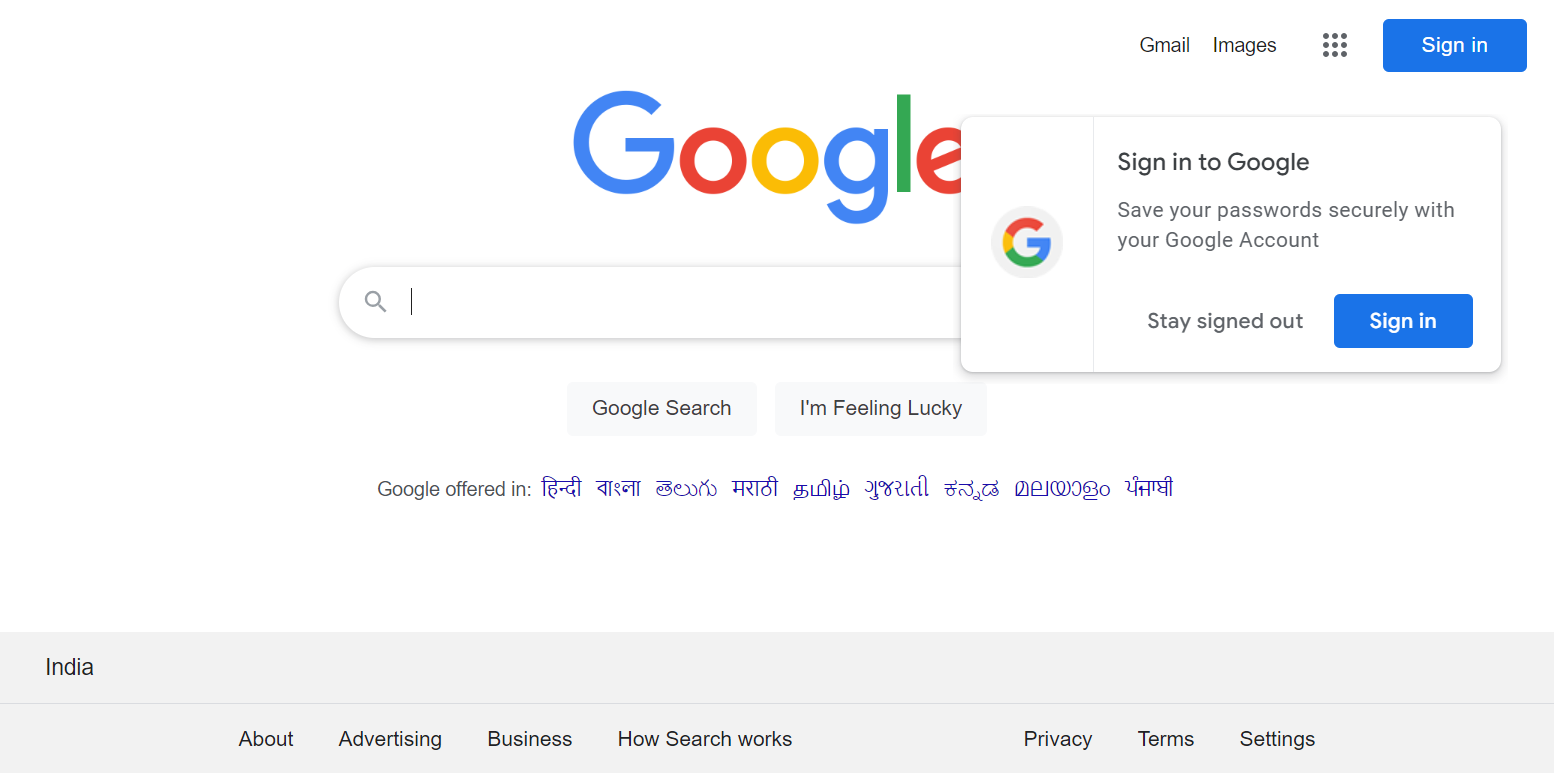 Gmail Images Sign in
Google
Sign in to Google
Save your passwords securely with
your Google Account
Stay signed out Sign in
Google Search I'm Feeling Lucky
Google offered in: हिन्दी বাংলা తెలుగు मराठी தமிழ் ગુજરાતી ಕನ್ನಡ മലയാളം ਪੰਜਾਬੀ
India
About Advertising Business How Search works Privacy Terms Settings